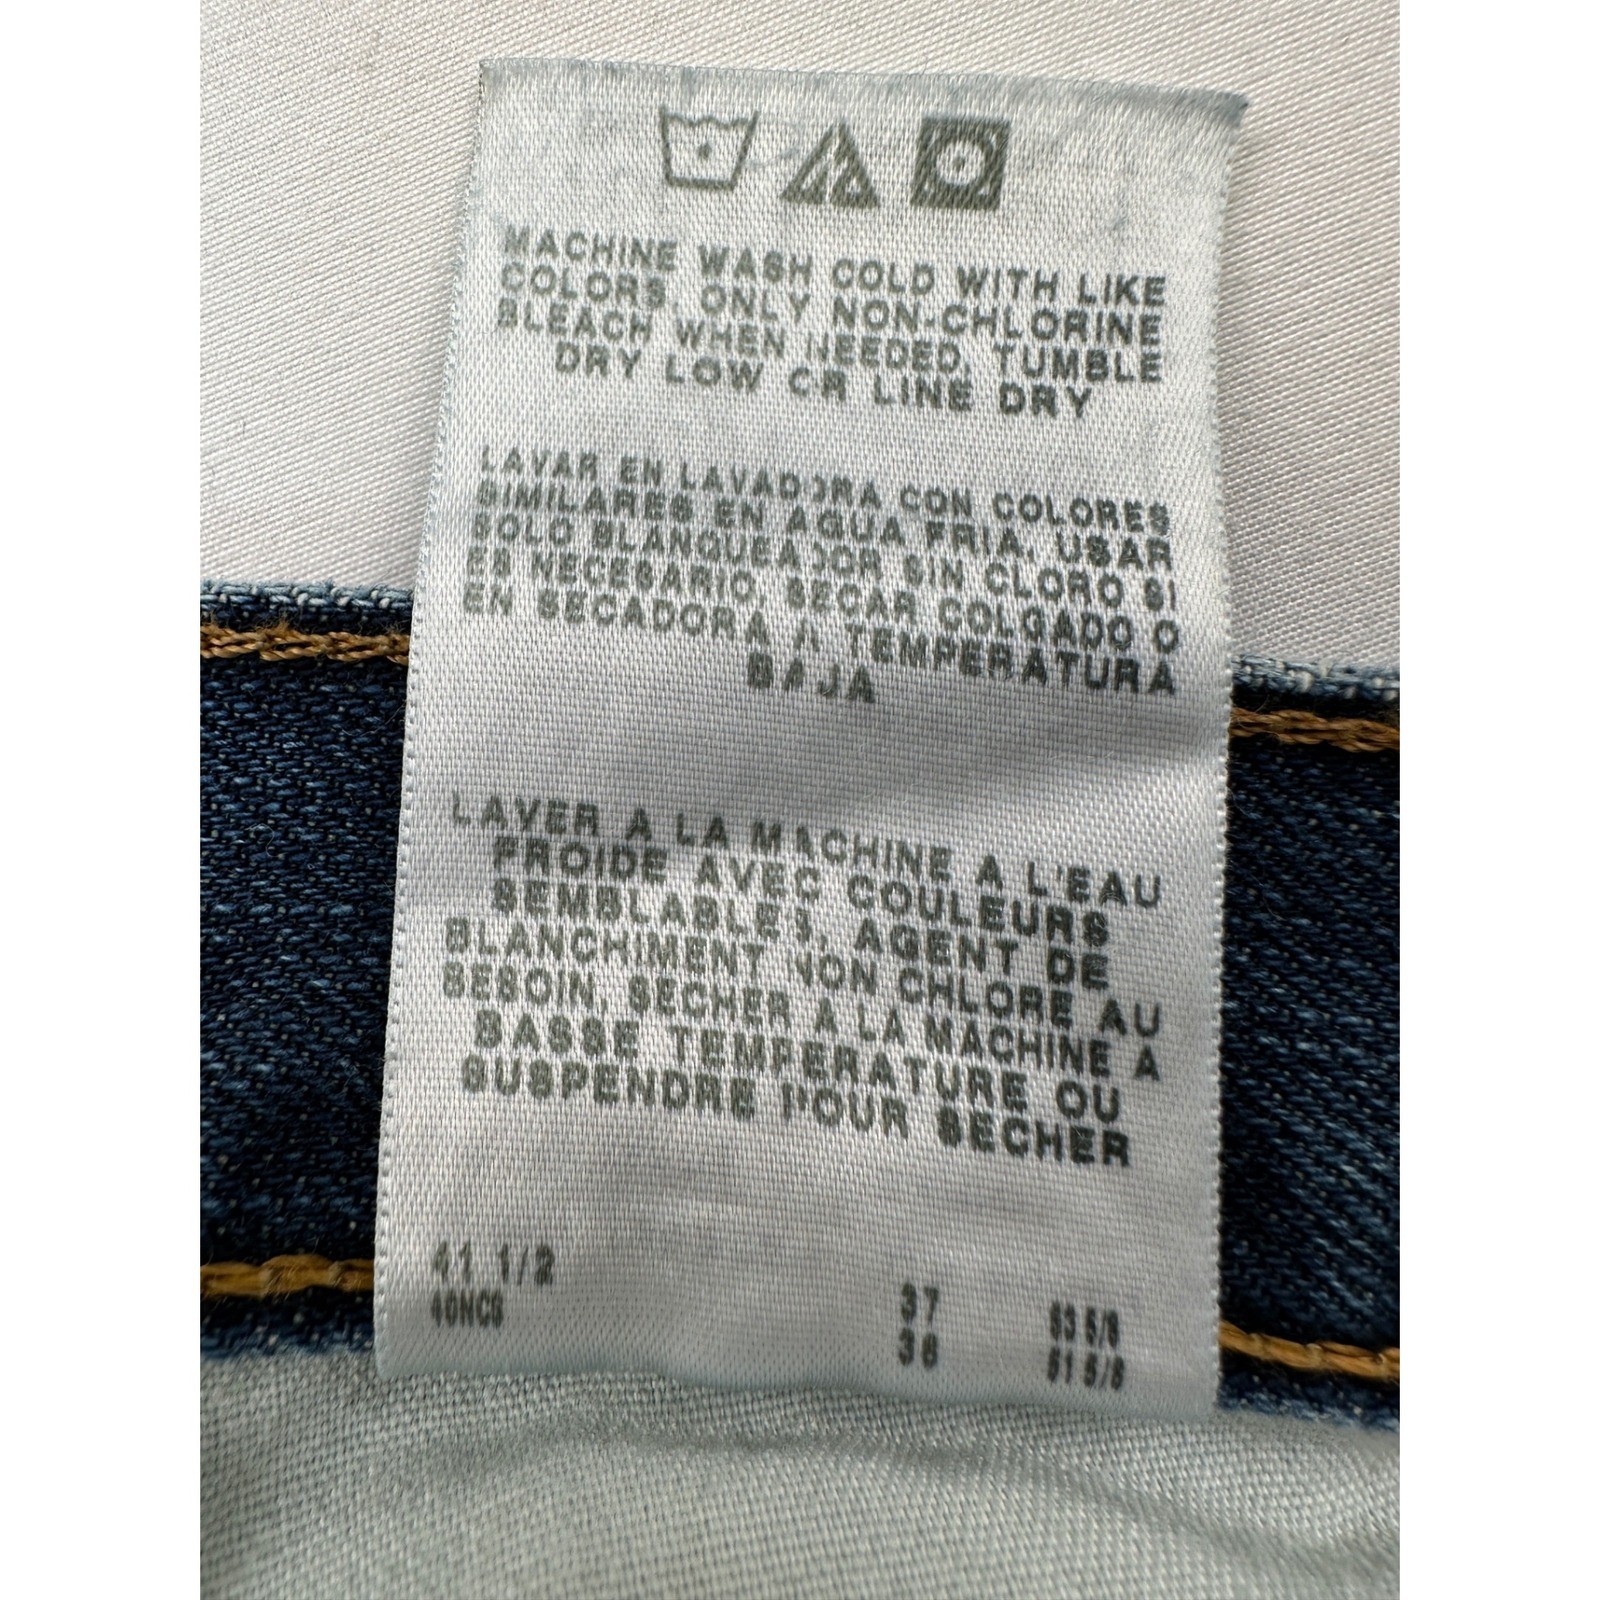 MACHINE WASH COLD WITH LIKE
COLORS, ONLY NON-CHLORINE
BLEACH WHEN NEEDED, TUMBLE
DRY LOW OR LINE DRY
LAVAR EN LAVADORA CON COLORES
SIMILARES EN AGUA FRIA. USAR
SOLO BLANQUEADOR SIN CLORO SI
ES NECESARIO, SECAR COLGADO O
EN SECADORA A TEMPERATURA
BAJA
LAVER A LA MACHINE A L'EAU
FROIDE AVEC COULEURS
SEMBLABLES, AGENT DE
BLANCHIMENT NON CHLORE AU
BESOIN, SECHER A LA MACHINE A
BASSE TEMPERATURE OU
SUSPENDRE POUR SECHER
41 1/2
37
36